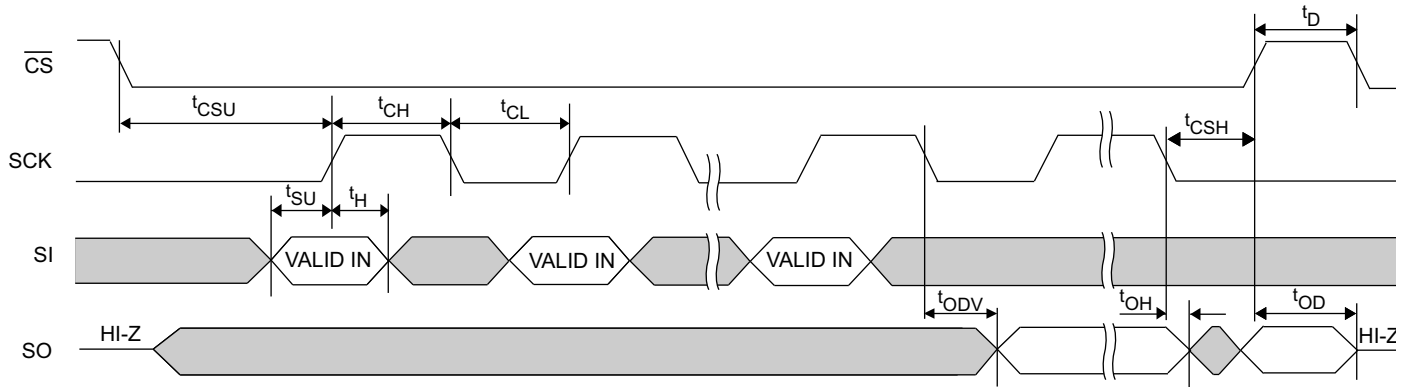 t_D
C̅S̅
t_CSU
t_CH
t_CL
t_CSH
SCK
t_SU
t_H
SI
VALID IN
VALID IN
VALID IN
t_ODV
t_OH
t_OD
HI-Z
HI-Z
SO